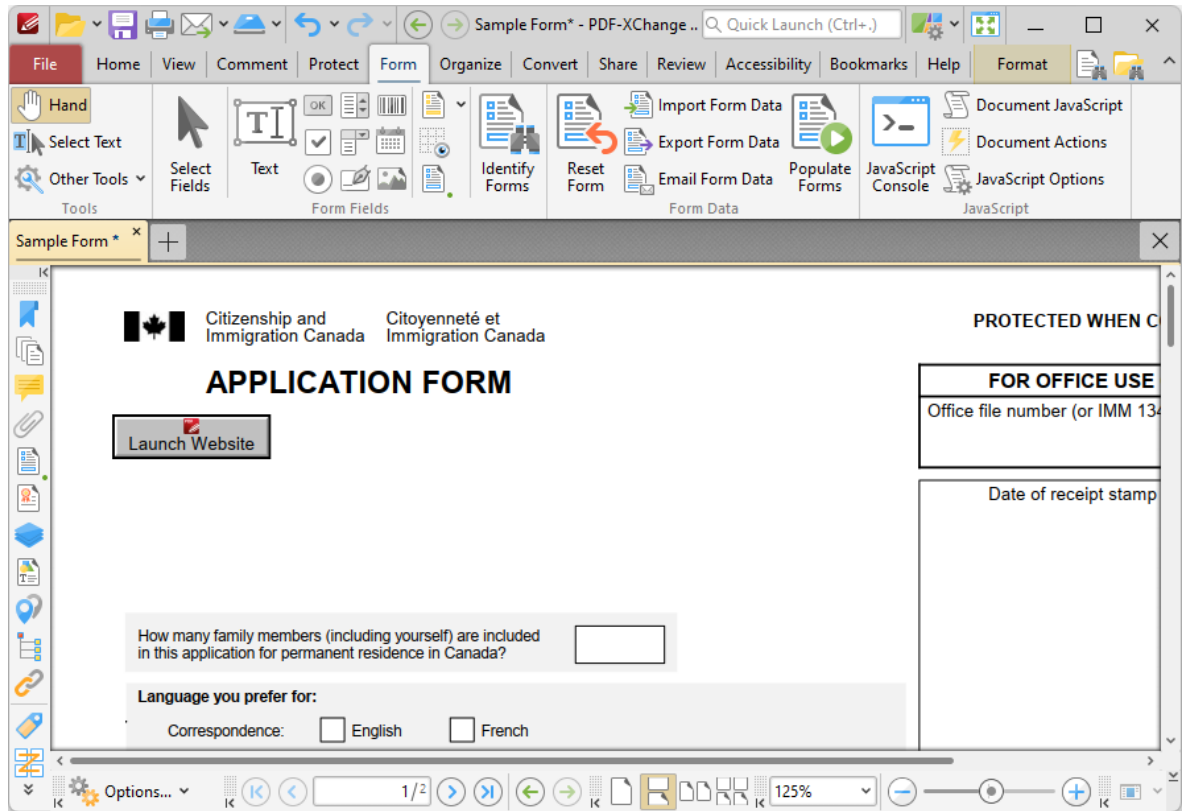 Sample Form* - PDF-XChange ..
Quick Launch (Ctrl+.)
File Home View Comment Protect Form Organize Convert Share Review Accessibility Bookmarks Help Format
Hand
Select Text
Other Tools
Tools
Select Fields
T
Text
OK
Form Fields
Identify Forms
Reset Form
Import Form Data
Export Form Data
Email Form Data
Populate Forms
Form Data
JavaScript Console
Document JavaScript
Document Actions
JavaScript Options
JavaScript
Sample Form *
Citizenship and Immigration Canada
Citoyenneté et Immigration Canada
PROTECTED WHEN C
APPLICATION FORM
FOR OFFICE USE
Launch Website
Office file number (or IMM 134
Date of receipt stamp
How many family members (including yourself) are included
in this application for permanent residence in Canada?
Language you prefer for:
Correspondence: English French
Options...
1/2
125%